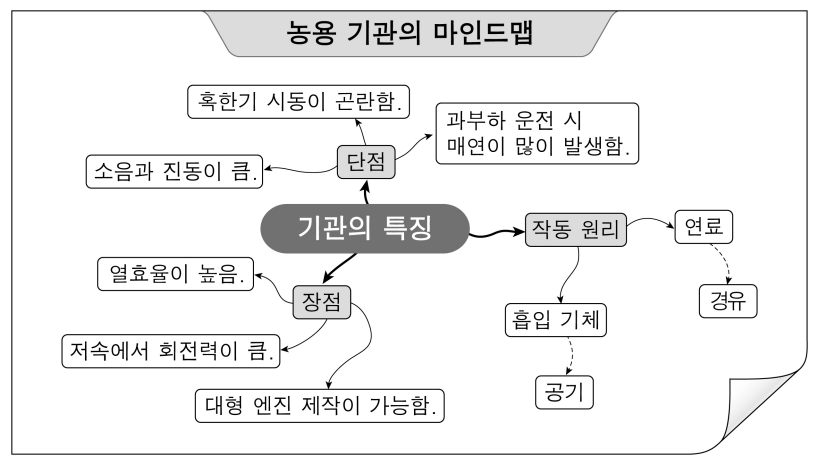 농용 기관의 마인드맵
혹한기 시동이 곤란함.
과부하 운전 시
매연이 많이 발생함.
소음과 진동이 큼.
단점
기관의 특징
작동 원리
연료
경유
흡입 기체
공기
열효율이 높음.
장점
저속에서 회전력이 큼.
대형 엔진 제작이 가능함.